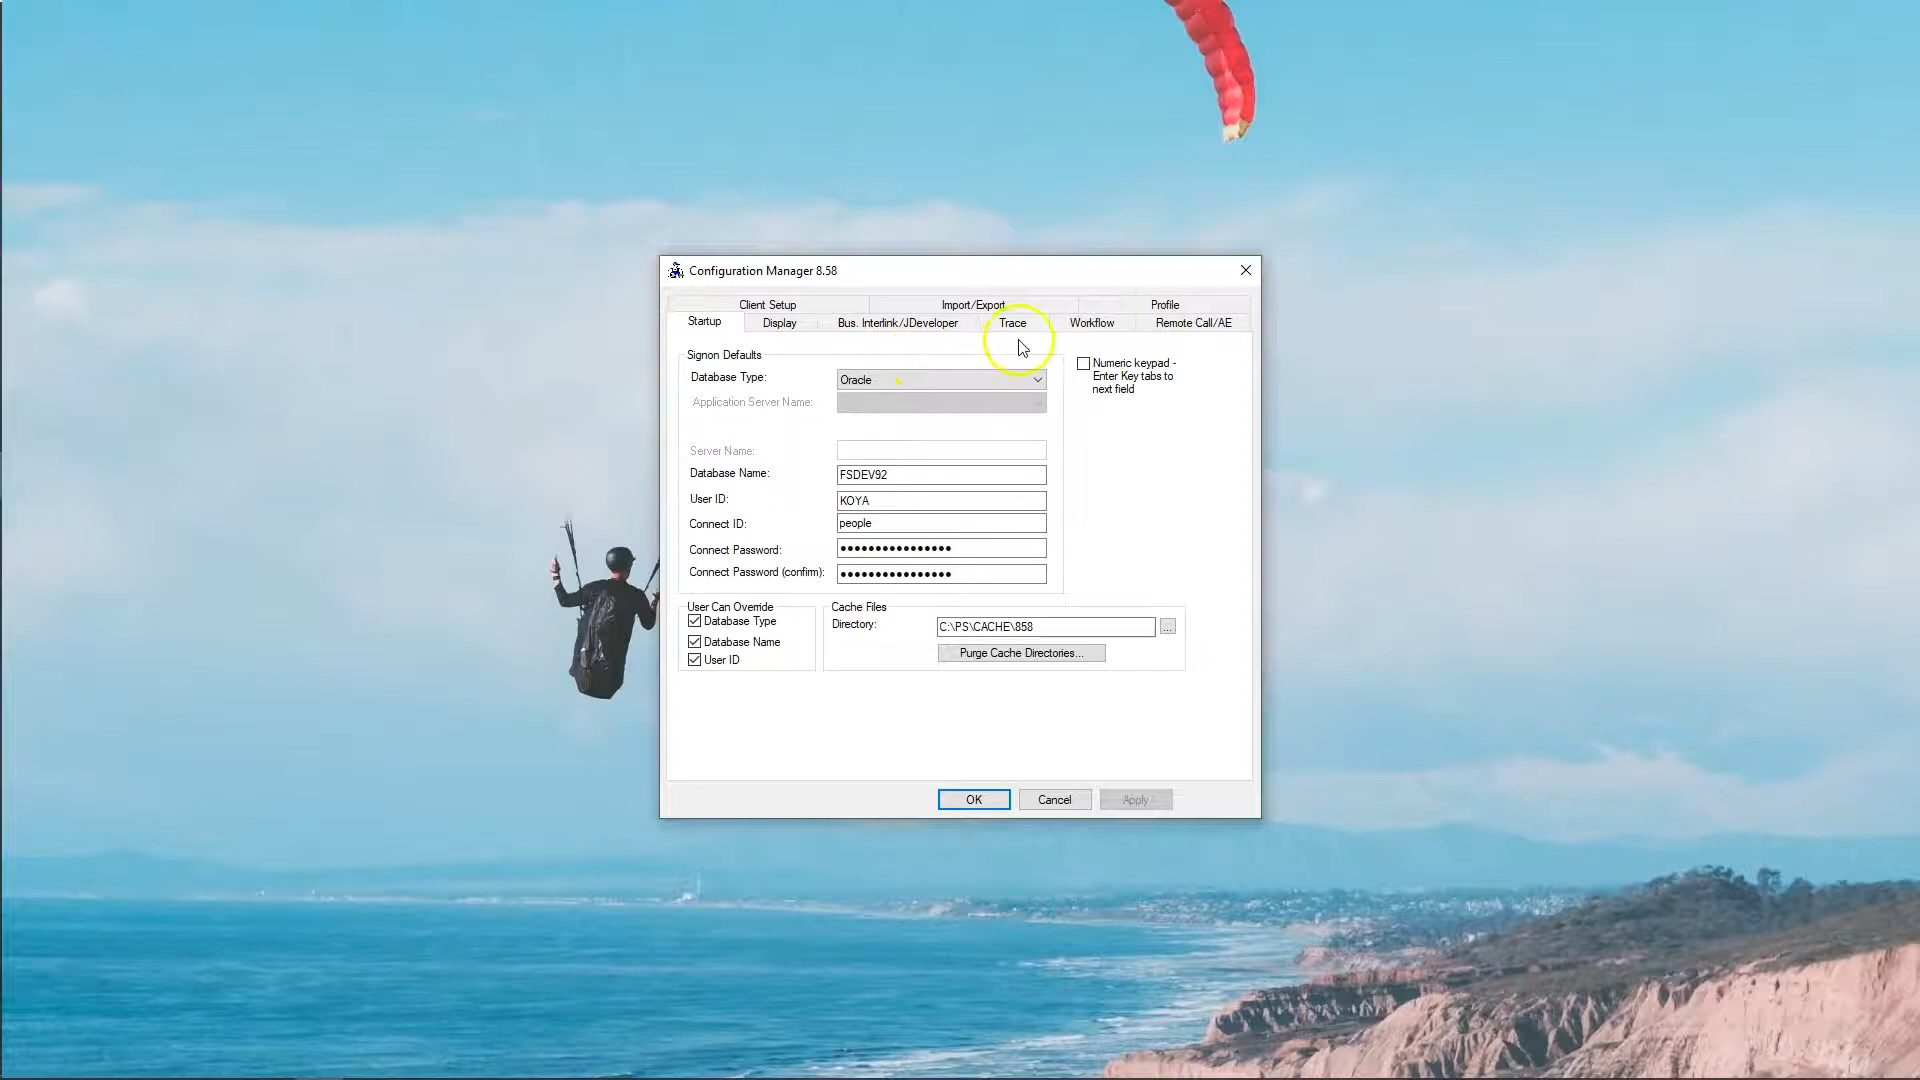 Configuration Manager 8.58
Client Setup Import/Export Profile
Startup Display Bus. Interlink/JDeveloper Trace Workflow Remote Call/AE
Signon Defaults
Database Type: Oracle
Application Server Name:
Server Name:
Database Name: FSDEV92
User ID: KOYA
Connect ID: people
Connect Password: ●●●●●●●●●●●●●●●●
Connect Password (confirm): ●●●●●●●●●●●●●●●●
Numeric keypad -
Enter Key tabs to
next field
User Can Override
Database Type
Database Name
User ID
Cache Files
Directory: C:\PS\CACHE\858 ...
Purge Cache Directories...
OK Cancel Apply